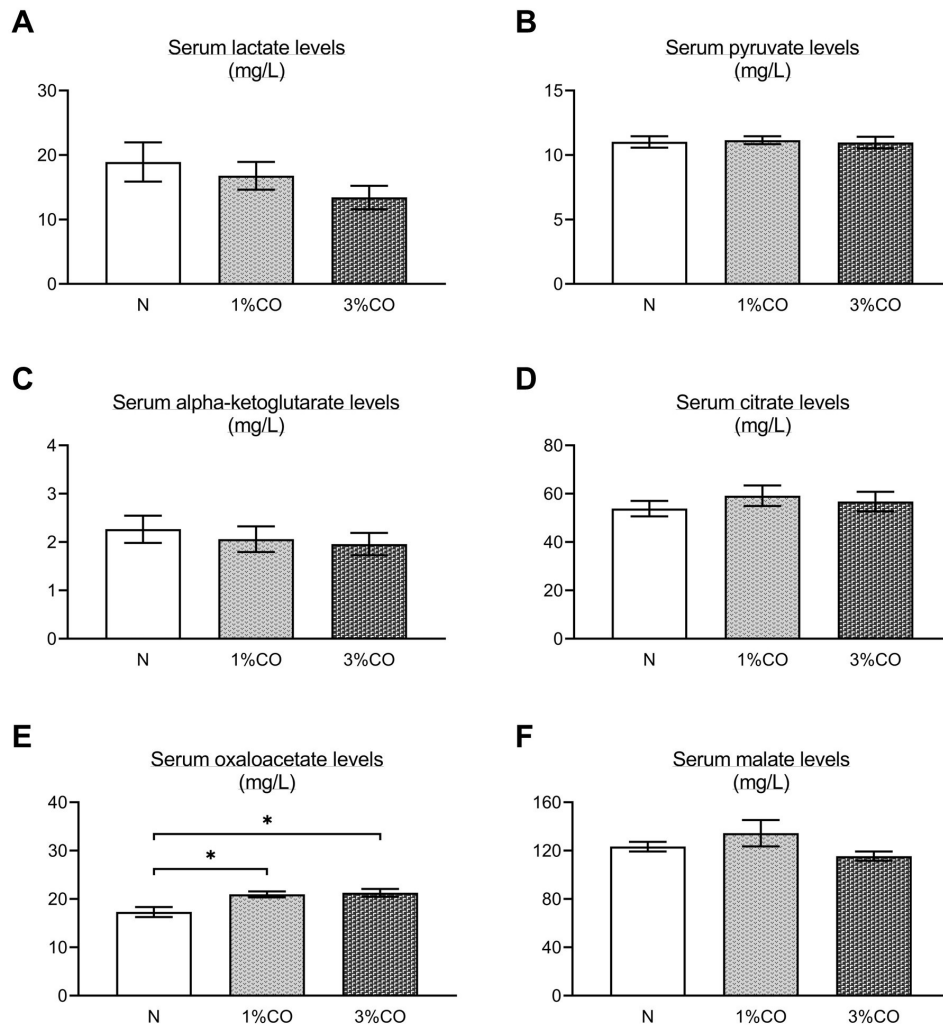 A
Serum lactate levels
(mg/L)
30
20
10
0
N 1%CO 3%CO
B
Serum pyruvate levels
(mg/L)
15
10
5
0
N 1%CO 3%CO
C
Serum alpha-ketoglutarate levels
(mg/L)
4
3
2
1
0
N 1%CO 3%CO
D
Serum citrate levels
(mg/L)
80
60
40
20
0
N 1%CO 3%CO
E
Serum oxaloacetate levels
(mg/L)
40
30
20
10
0
*
*
N 1%CO 3%CO
F
Serum malate levels
(mg/L)
160
120
80
40
0
N 1%CO 3%CO